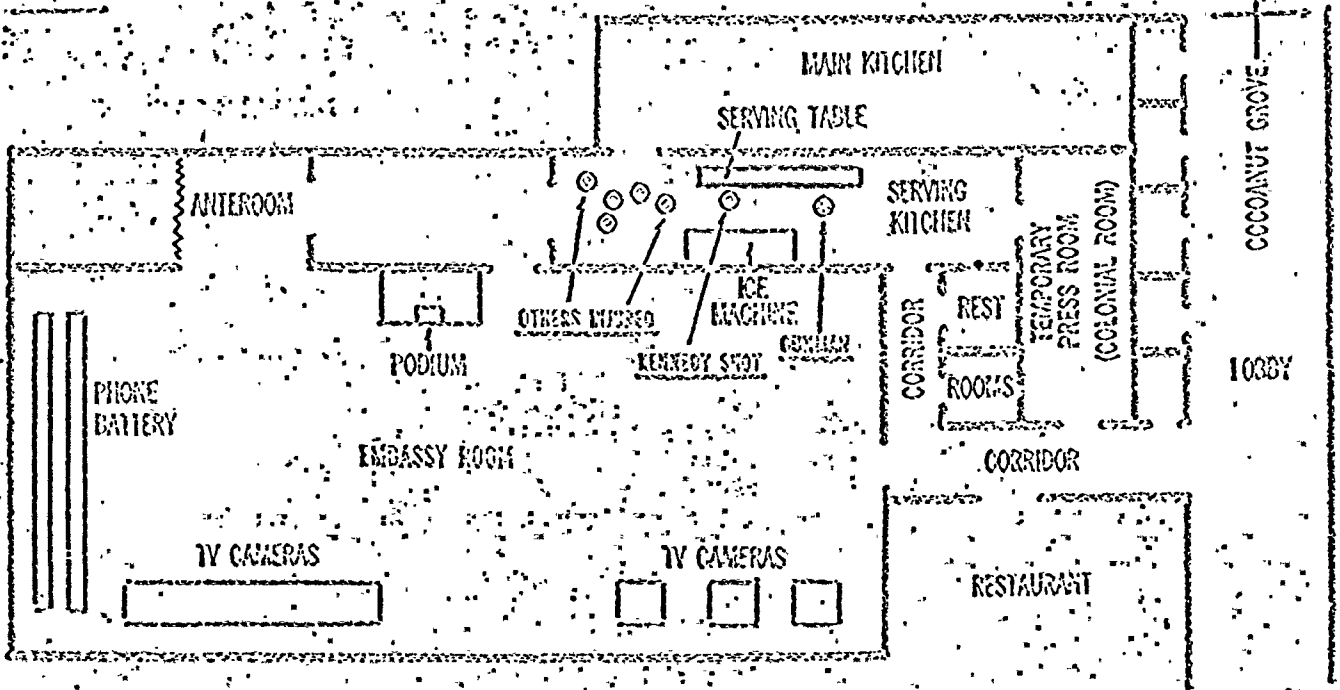 MAIN KITCHEN
SERVING TABLE
ANTEROOM
SERVING
KITCHEN
TEMPORARY
PRESS ROOM
(COLONIAL ROOM)
COCOANUT GROVE
OTHERS INJURED
ICE
MACHINE
KENNEDY SHOT
GUNMAN
PODIUM
CORRIDOR
REST
ROOMS
LOBBY
PHONE
BATTERY
EMBASSY ROOM
CORRIDOR
TV CAMERAS
TV CAMERAS
RESTAURANT